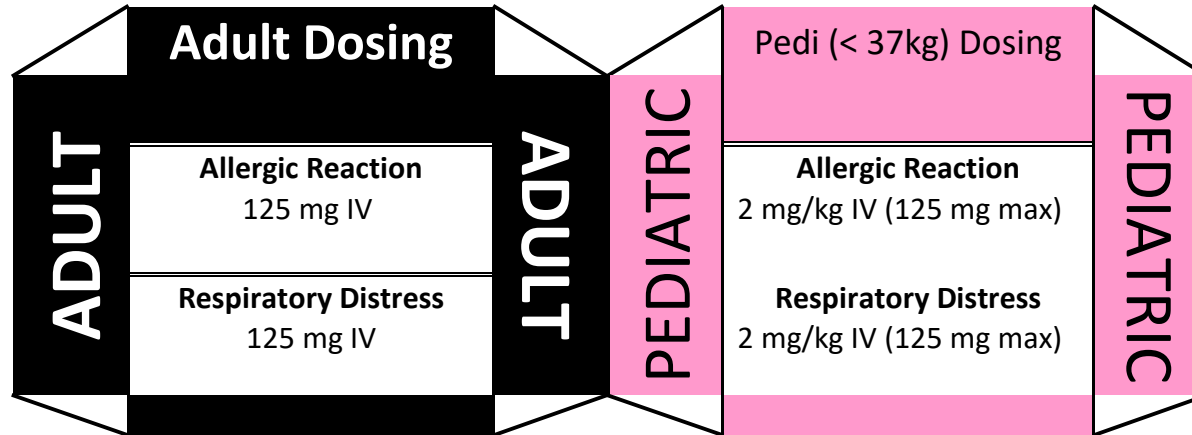 Adult Dosing
ADULT
Allergic Reaction
125 mg IV
Respiratory Distress
125 mg IV
ADULT
Pedi (< 37kg) Dosing
PEDIATRIC
Allergic Reaction
2 mg/kg IV (125 mg max)
Respiratory Distress
2 mg/kg IV (125 mg max)
PEDIATRIC